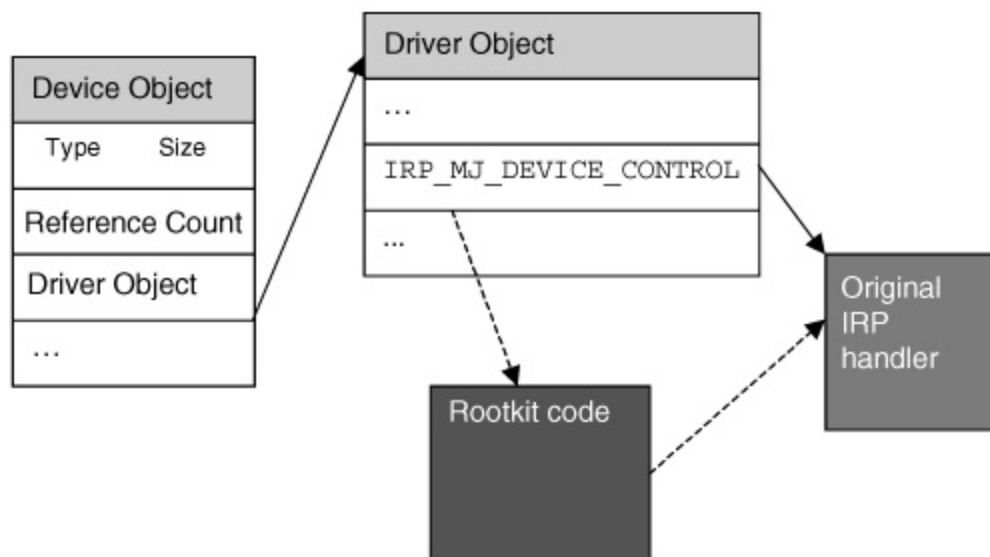 Device Object
Type Size
Reference Count
Driver Object
...
Driver Object
...
IRP_MJ_DEVICE_CONTROL
...
Original
IRP
handler
Rootkit code